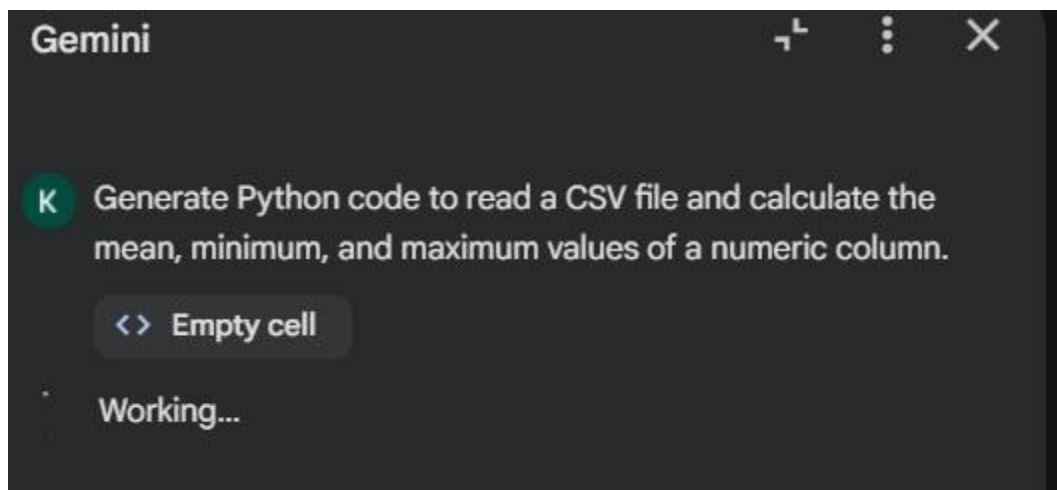 Gemini
K
Generate Python code to read a CSV file and calculate the
mean, minimum, and maximum values of a numeric column.
<> Empty cell
Working...